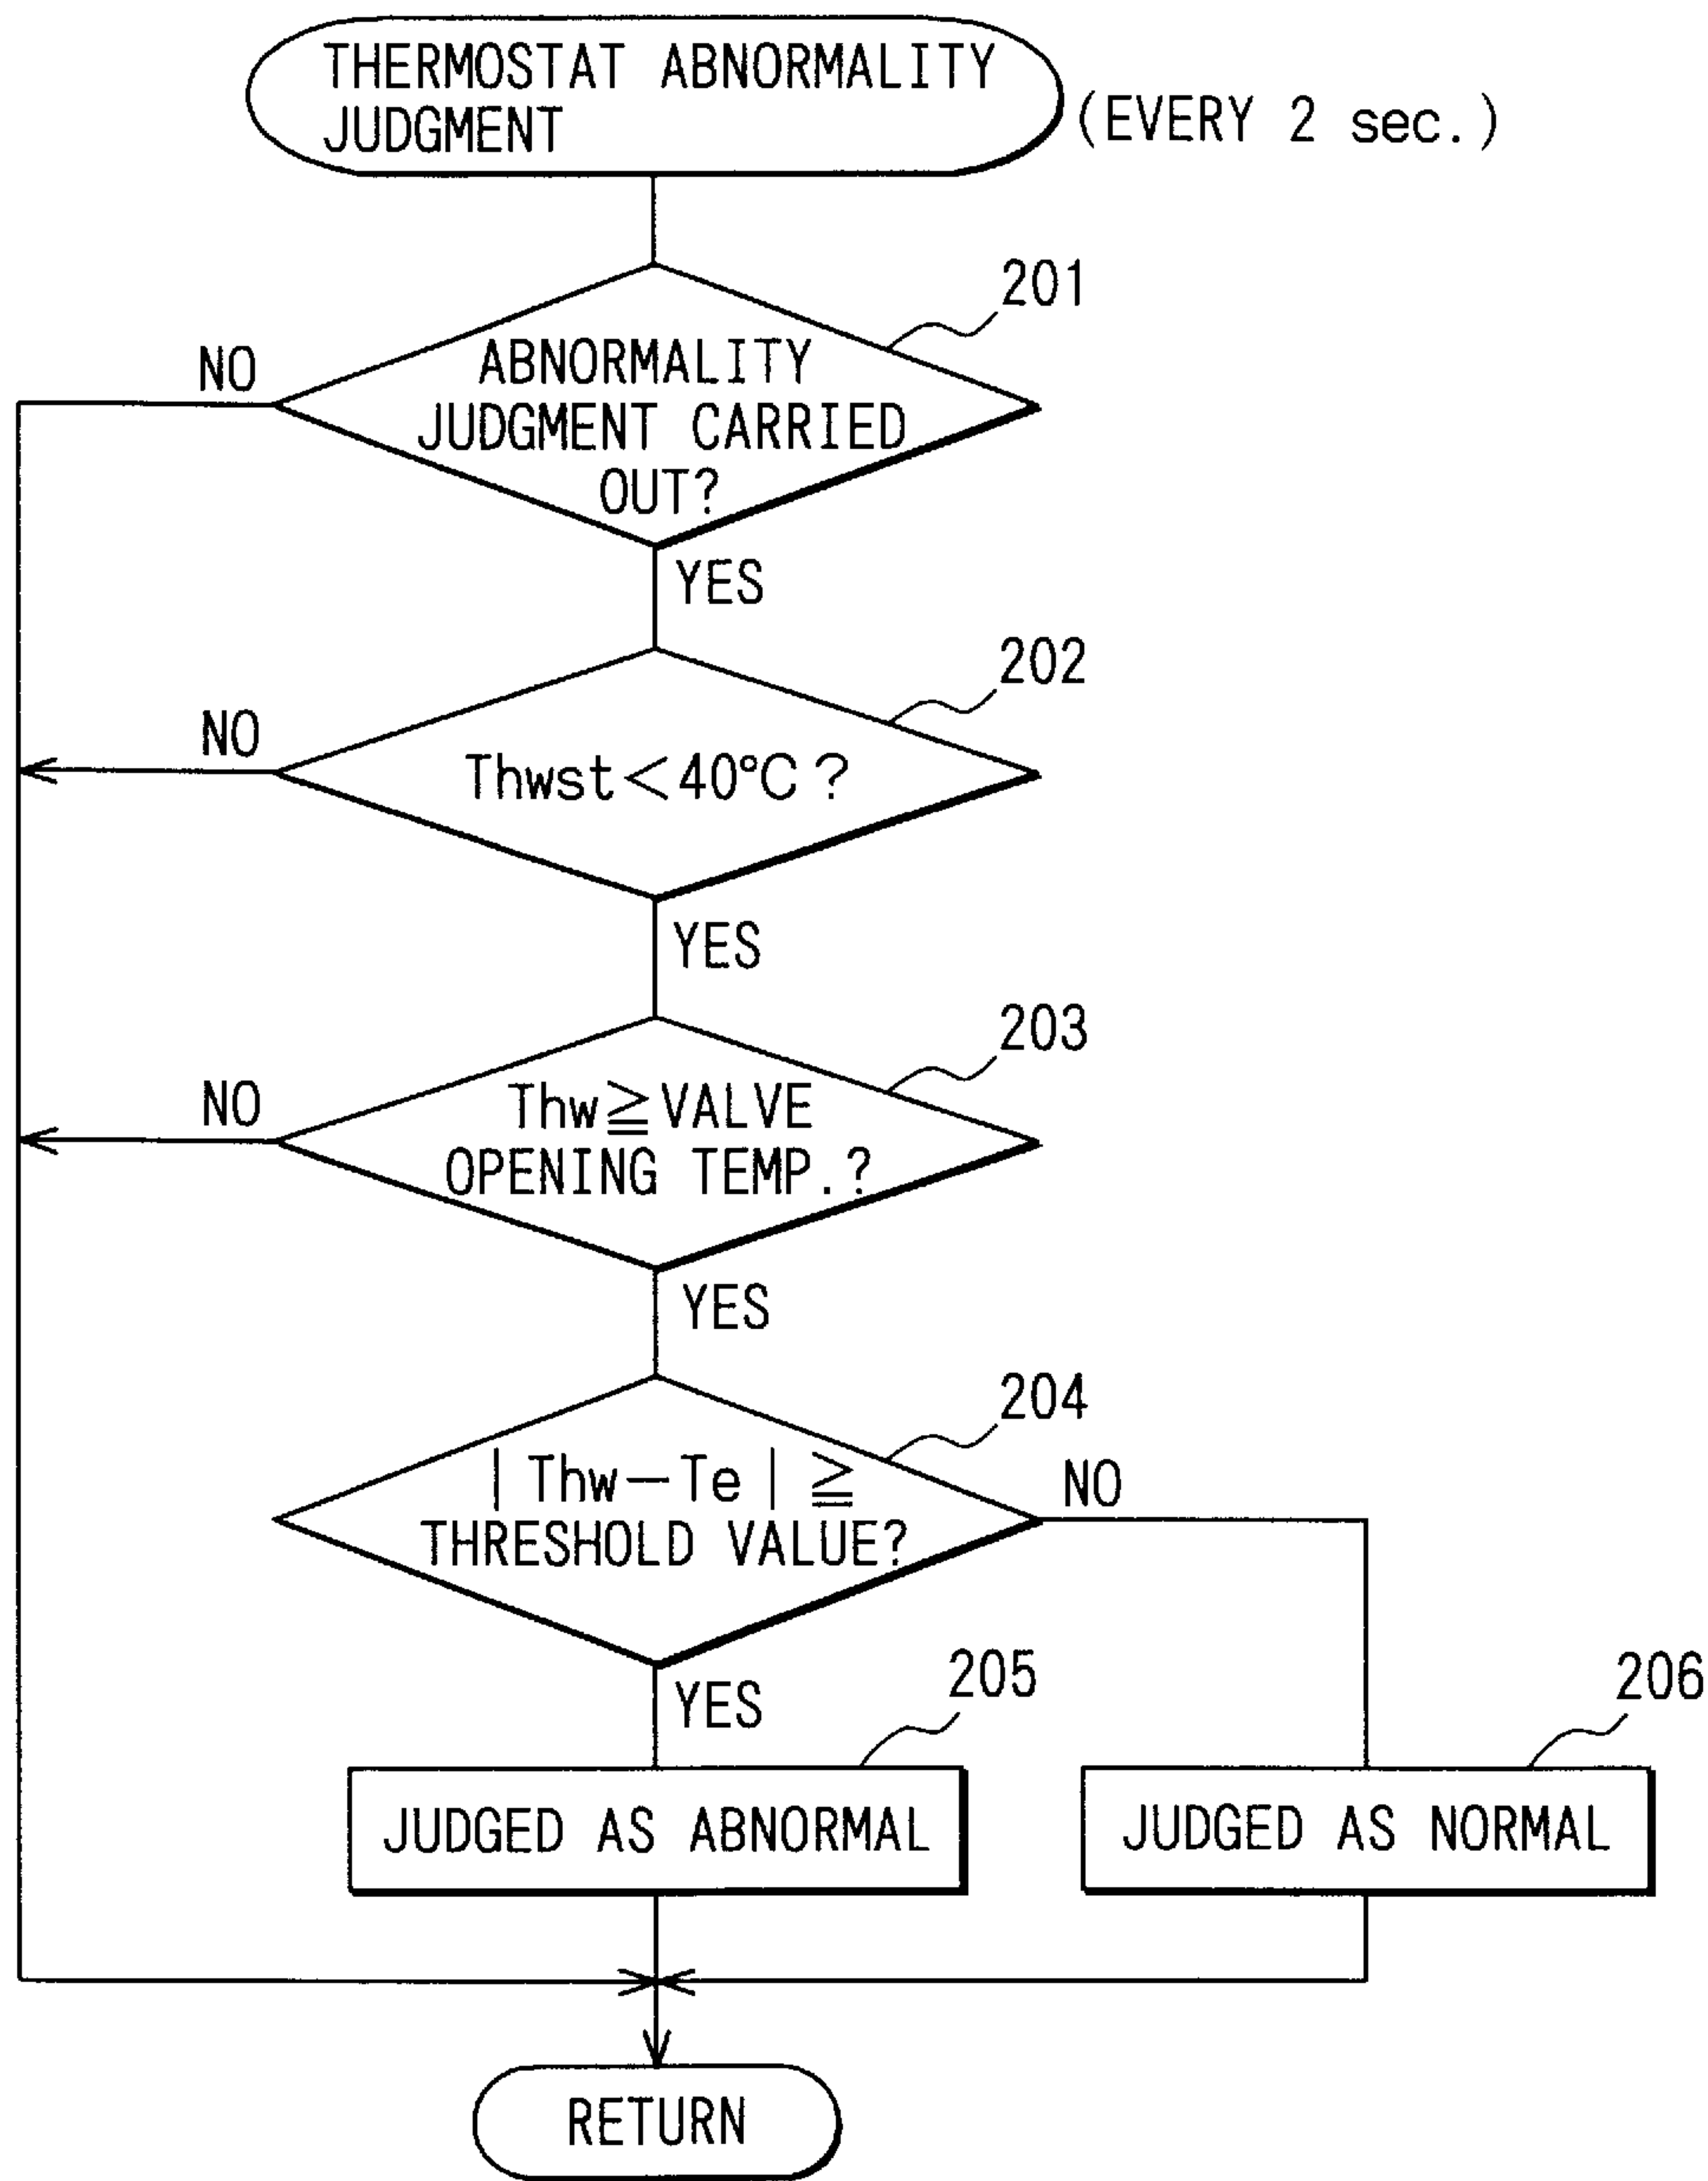 THERMOSTAT ABNORMALITY
JUDGMENT
(EVERY 2 sec.)
201
NO
ABNORMALITY
JUDGMENT CARRIED
OUT?
YES
202
NO
Thwst<40°C?
YES
203
NO
Thw≧VALVE
OPENING TEMP.?
YES
204
|Thw−Te|≧
THRESHOLD VALUE?
NO
YES
205
206
JUDGED AS ABNORMAL
JUDGED AS NORMAL
RETURN